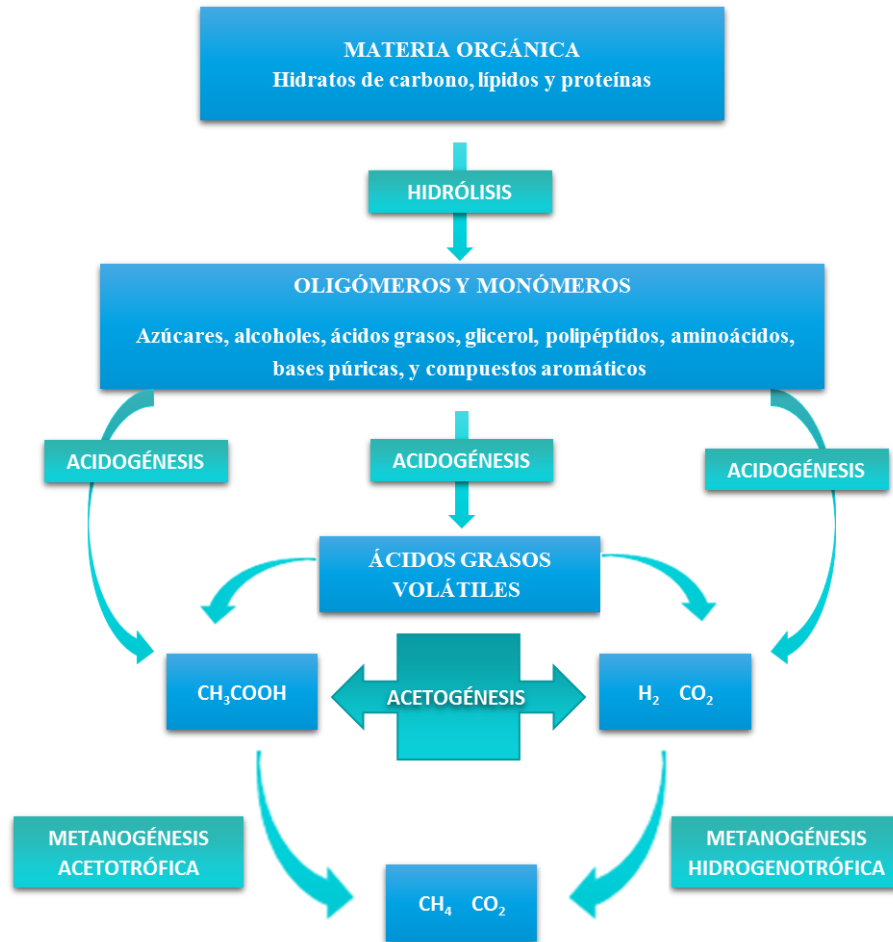 MATERIA ORGÁNICA
Hidratos de carbono, lípidos y proteínas
HIDRÓLISIS
OLIGÓMEROS Y MONÓMEROS
Azúcares, alcoholes, ácidos grasos, glicerol, polipéptidos, aminoácidos,
bases púricas, y compuestos aromáticos
ACIDOGÉNESIS
ACIDOGÉNESIS
ACIDOGÉNESIS
ÁCIDOS GRASOS
VOLÁTILES
CH₃COOH
ACETOGÉNESIS
H₂ CO₂
METANOGÉNESIS
ACETOTRÓFICA
METANOGÉNESIS
HIDROGENOTRÓFICA
CH₄ CO₂